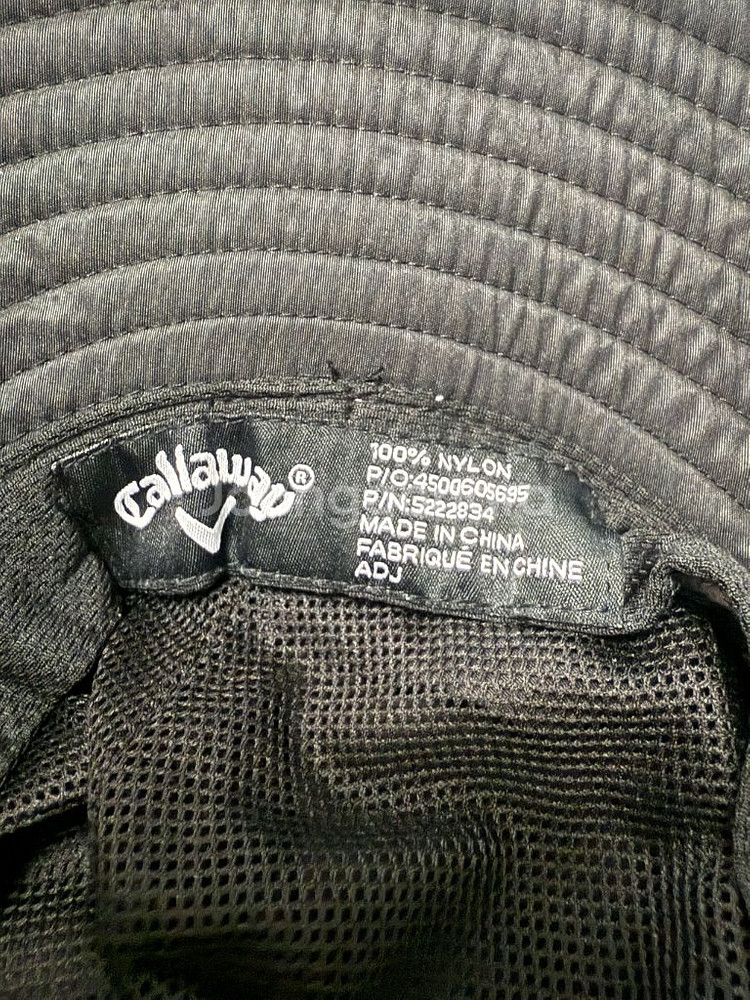 Callaway®
100% NYLON
P/O:4500605695
P/N:5222834
MADE IN CHINA
FABRIQUÉ EN CHINE
ADJ